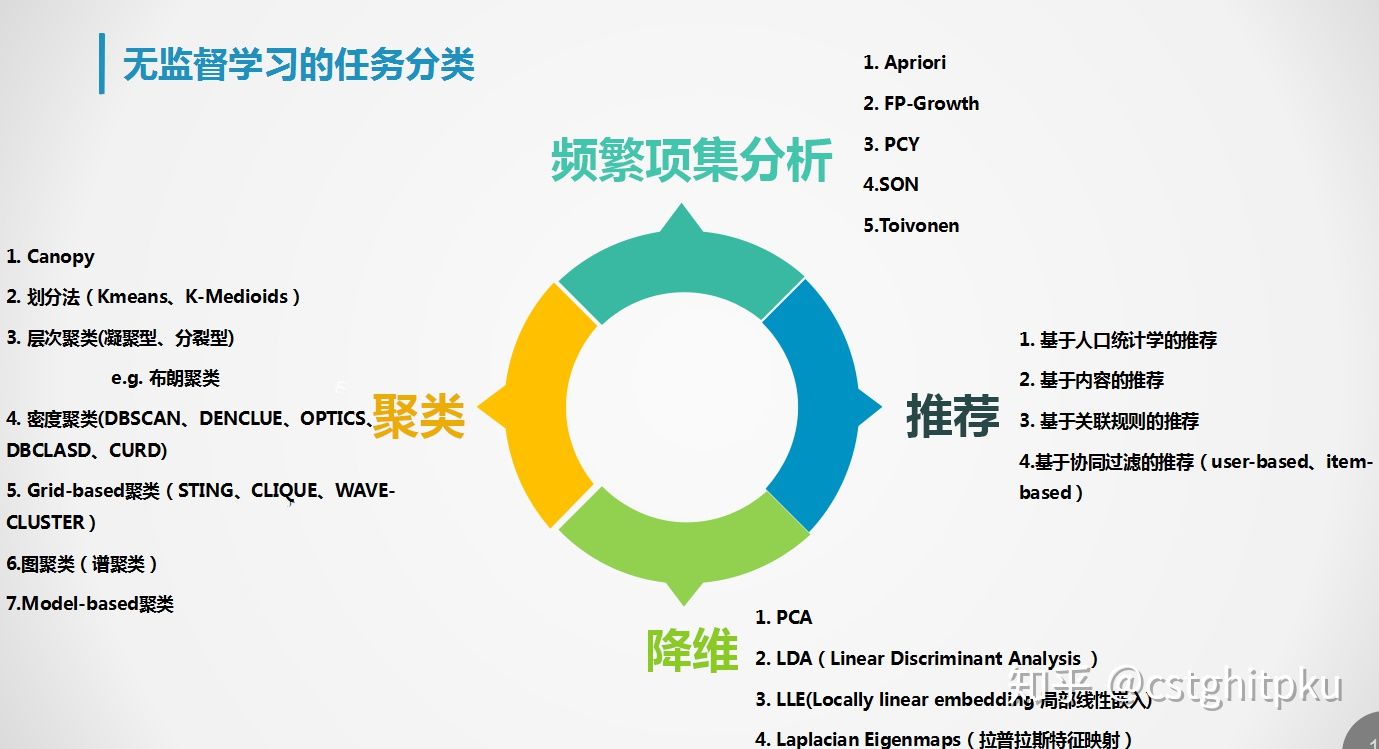 无监督学习的任务分类
频繁项集分析
1. Apriori
2. FP-Growth
3. PCY
4.SON
5.Toivonen
聚类
1. Canopy
2. 划分法（Kmeans、K-Medioids）
3. 层次聚类(凝聚型、分裂型)
e.g. 布朗聚类
4. 密度聚类(DBSCAN、DENCLUE、OPTICS、
DBCLASD、CURD)
5. Grid-based聚类（STING、CLIQUE、WAVE-
CLUSTER）
6.图聚类（谱聚类）
7.Model-based聚类
推荐
1. 基于人口统计学的推荐
2. 基于内容的推荐
3. 基于关联规则的推荐
4.基于协同过滤的推荐（user-based、item-
based）
降维
1. PCA
2. LDA（Linear Discriminant Analysis ）
3. LLE(Locally linear embedding,局部线性嵌入)
4. Laplacian Eigenmaps（拉普拉斯特征映射）
知乎 @cstghitpku